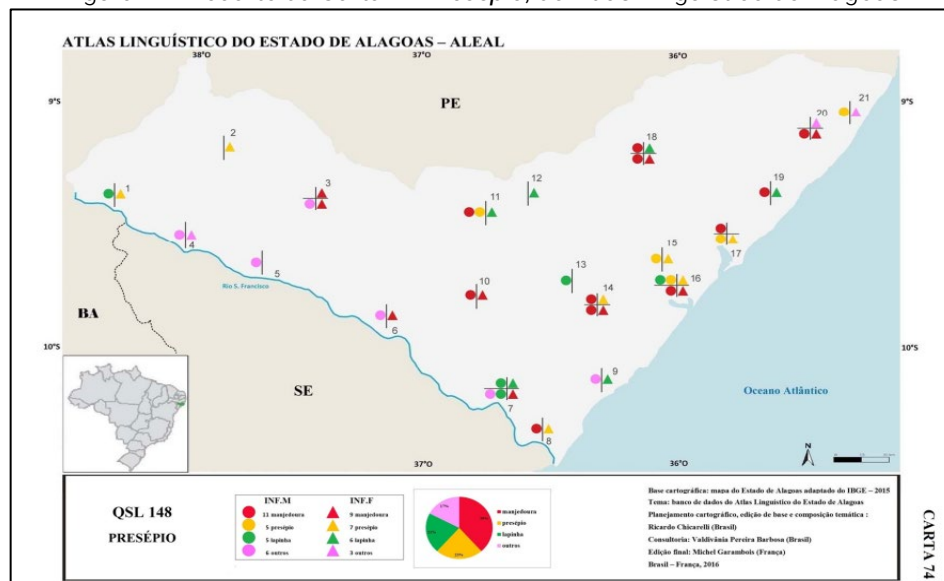 ATLAS LINGUÍSTICO DO ESTADO DE ALAGOAS – ALEAL
38°O
37°O
36°O
9°S
9°S
PE
21
20
18
2
1
3
12
11
19
4
Rio S. Francisco
5
13
15
17
16
10
14
BA
6
10°S
10°S
SE
9
7
8
Oceano Atlântico
N
37°O
36°O
QSL 148
PRESÉPIO
INF.M
INF.F
11 manjedoura
9 manjedoura
5 presépio
7 presépio
5 lapinha
6 lapinha
6 outros
3 outros
17%
manjedoura
presépio
lapinha
outros
Base cartográfica: mapa do Estado de Alagoas adaptado do IBGE – 2015
Tema: banco de dados do Atlas Linguístico do Estado de Alagoas
Planejamento cartográfico, edição de base e composição temática :
Ricardo Chicarelli (Brasil)
Consultoria: Valdivânia Pereira Barbosa (Brasil)
Edição final: Michel Garambois (França)
Brasil – França, 2016
CARTA 74